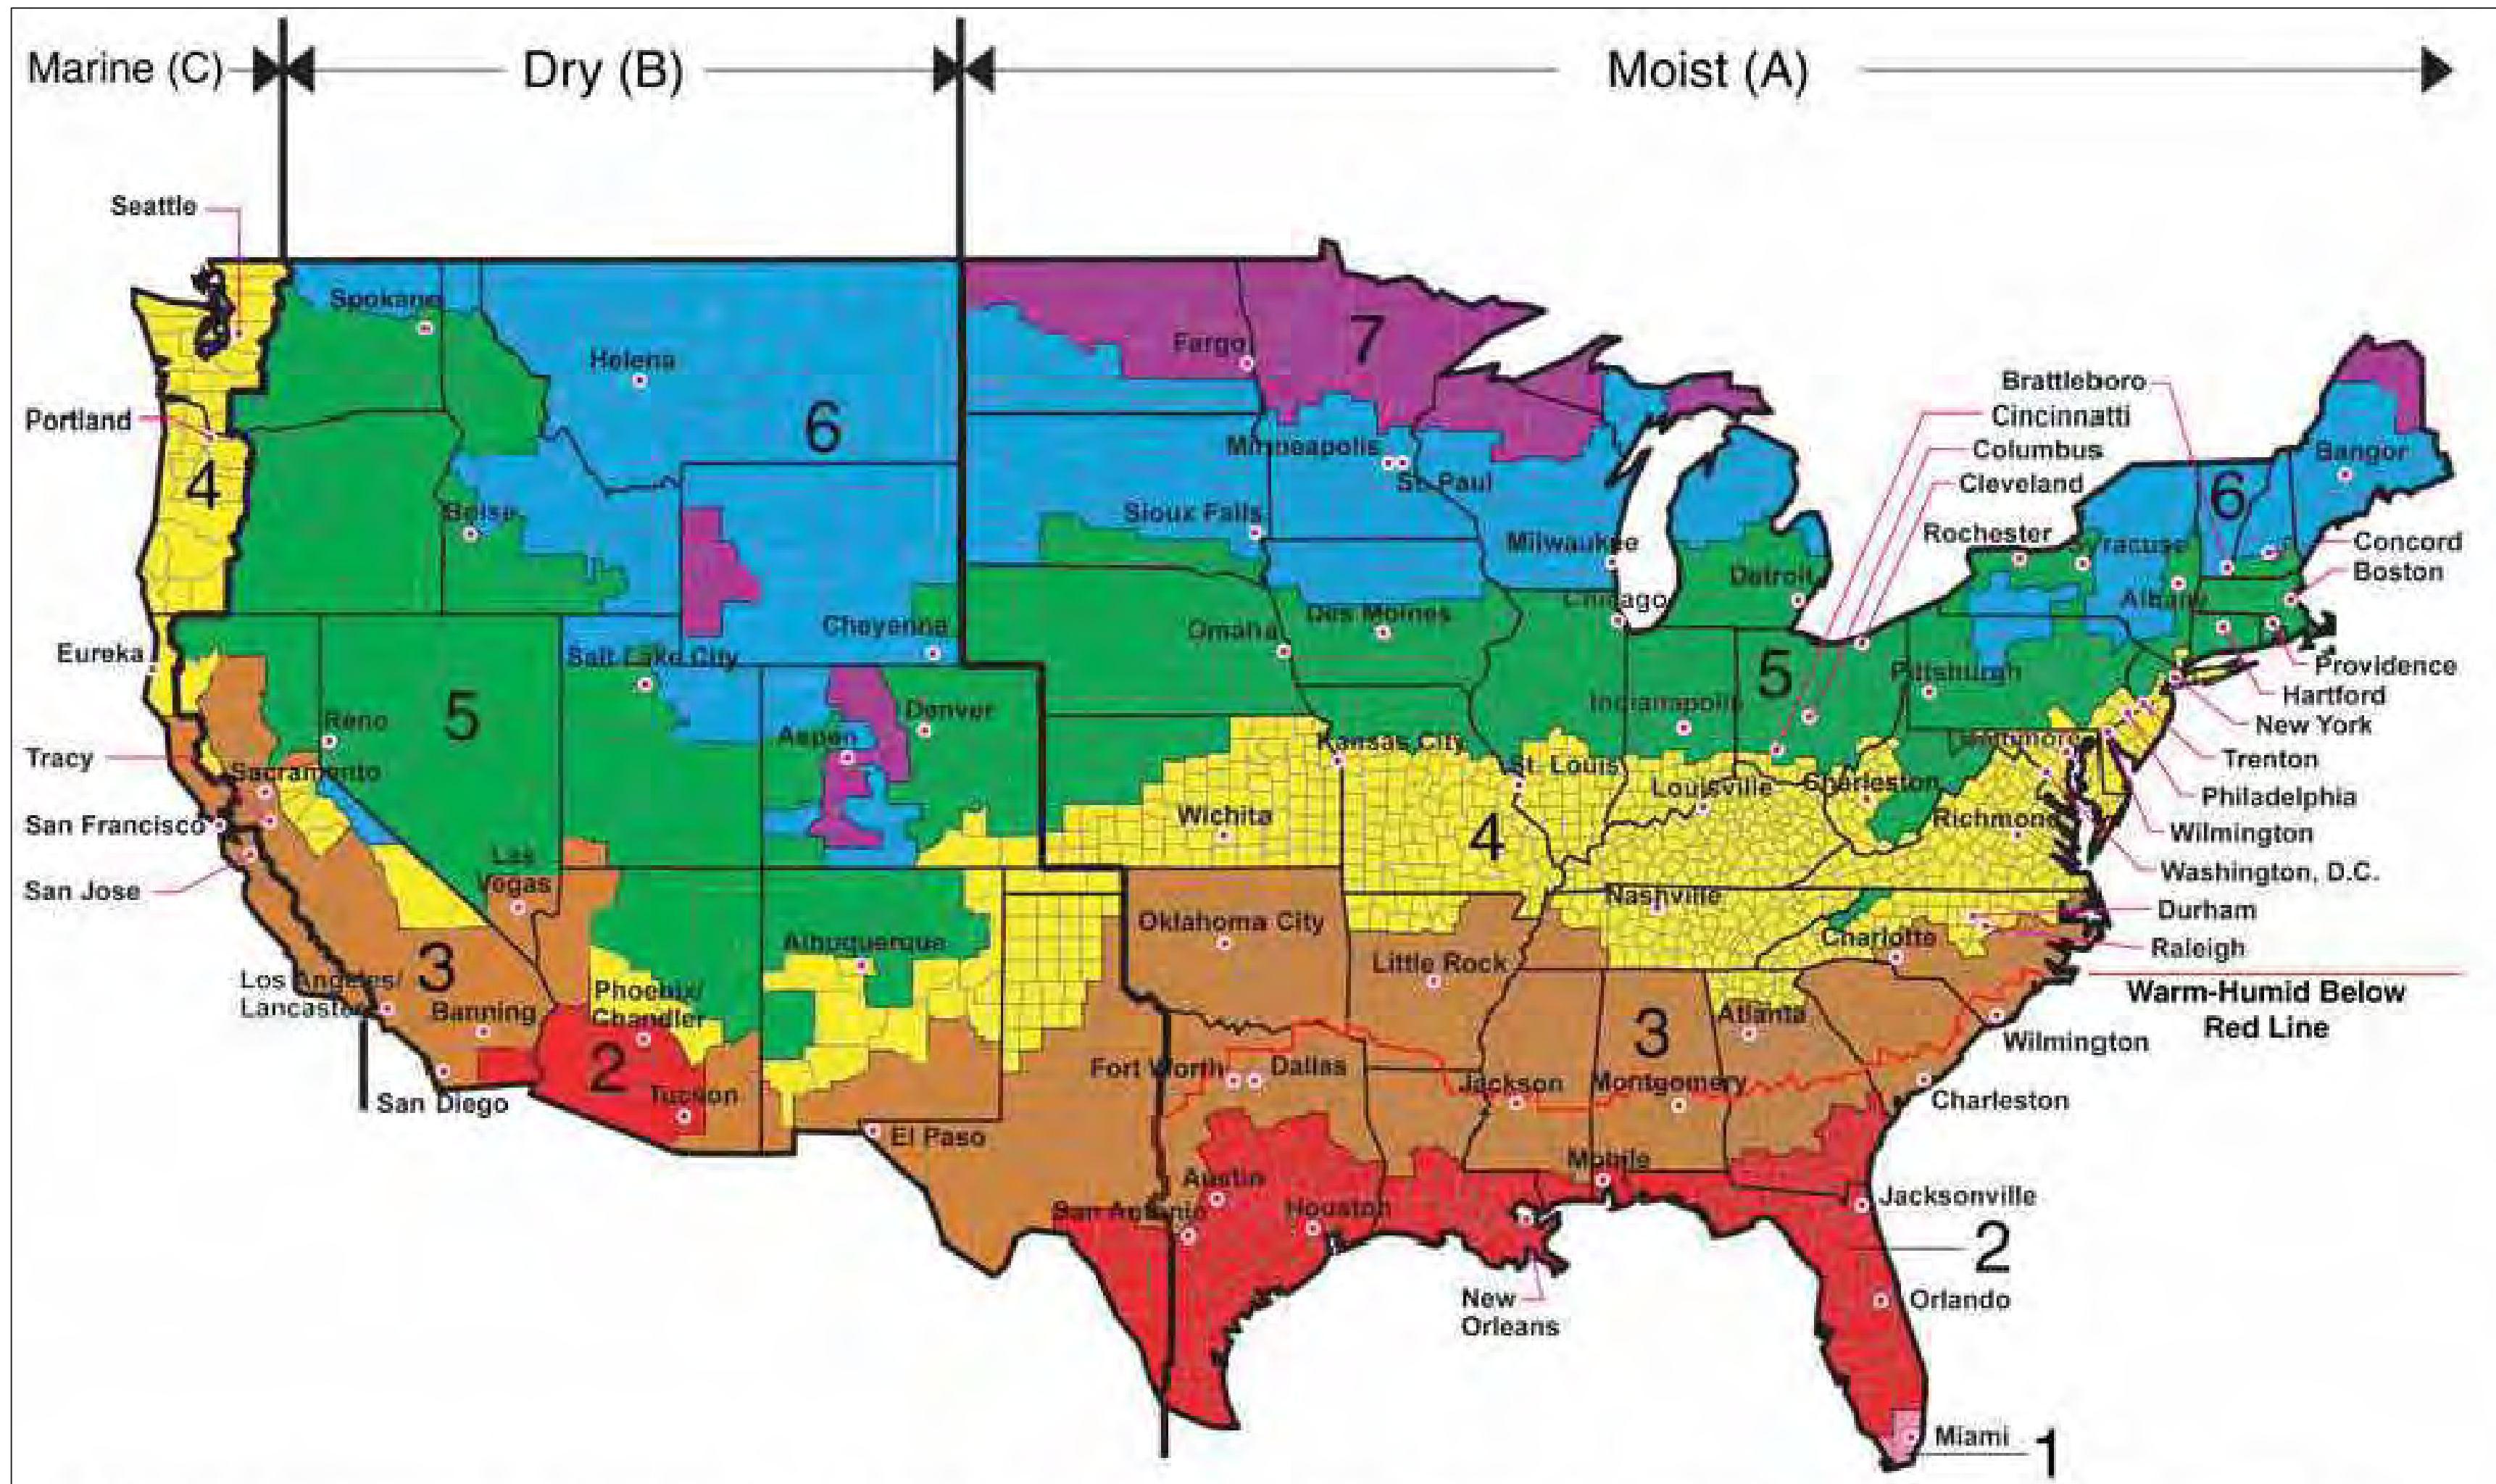 Marine (C)
Dry (B)
Moist (A)
Seattle
Spokane
Helena
Fargo
7
6
Portland
4
Brattleboro
Cincinnatti
Columbus
Cleveland
Minneapolis
St. Paul
Bangor
6
Boise
Sioux Falls
Milwaukee
Rochester
Syracuse
Concord
Boston
Detroit
Chicago
Albany
Des Moines
Omaha
Cheyenne
Eureka
Salt Lake City
Providence
Hartford
Pittsburgh
5
5
Indianapolis
Reno
Denver
New York
Aspen
Kansas City
Baltimore
Trenton
Tracy
Sacramento
St. Louis
Louisville
Charleston
Philadelphia
San Francisco
Wichita
4
Richmond
Wilmington
Las
Vegas
Washington, D.C.
San Jose
Nashville
Durham
Oklahoma City
Albuquerque
Charlotte
Raleigh
3
Little Rock
Los Angeles/
Lancaster
Banning
Phoenix/
Chandler
Warm-Humid Below
Red Line
Atlanta
3
Wilmington
2
Fort Worth
Dallas
Jackson
Montgomery
Tucson
San Diego
Charleston
El Paso
Mobile
Austin
San Antonio
Houston
Jacksonville
2
New
Orleans
Orlando
Miami
1